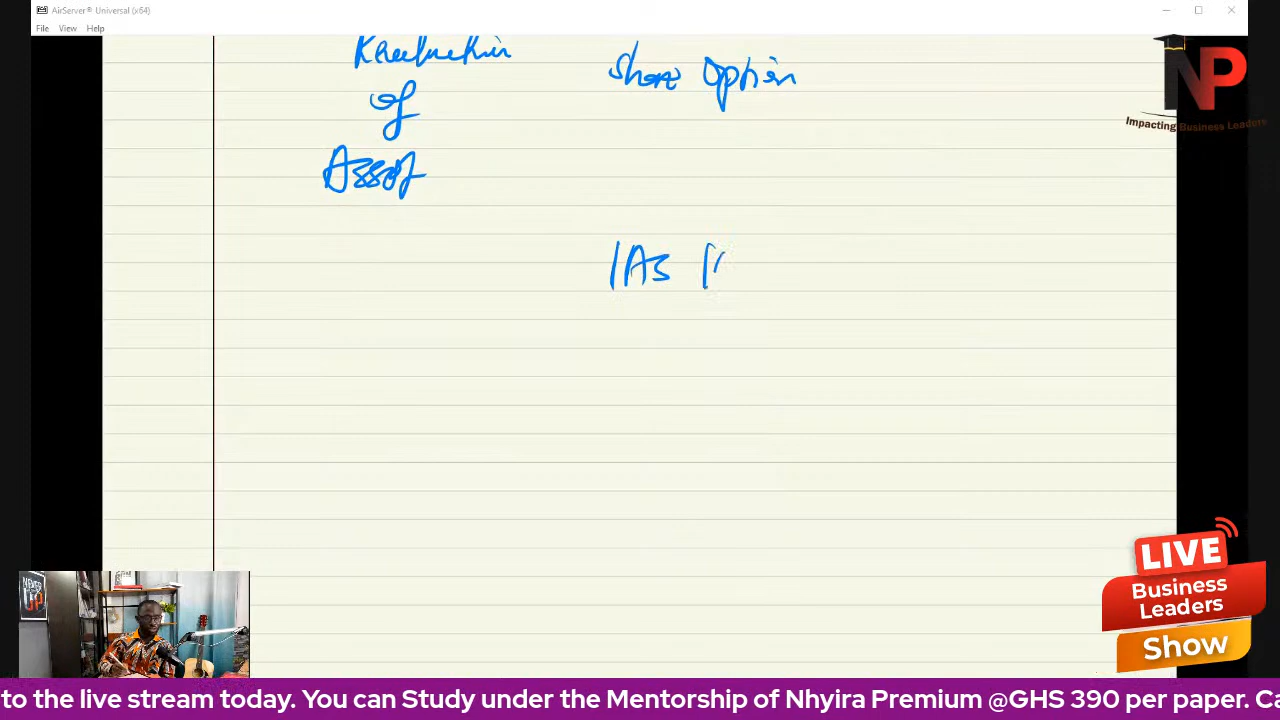 AirServer® Universal (x64)
File View Help
of
Share Option
IAS
NP
Impacting Business Leaders
UP
LIVE
Business
Leaders
Show
to the live stream today. You can Study under the Mentorship of Nhyira Premium @GHS 390 per paper. Ca